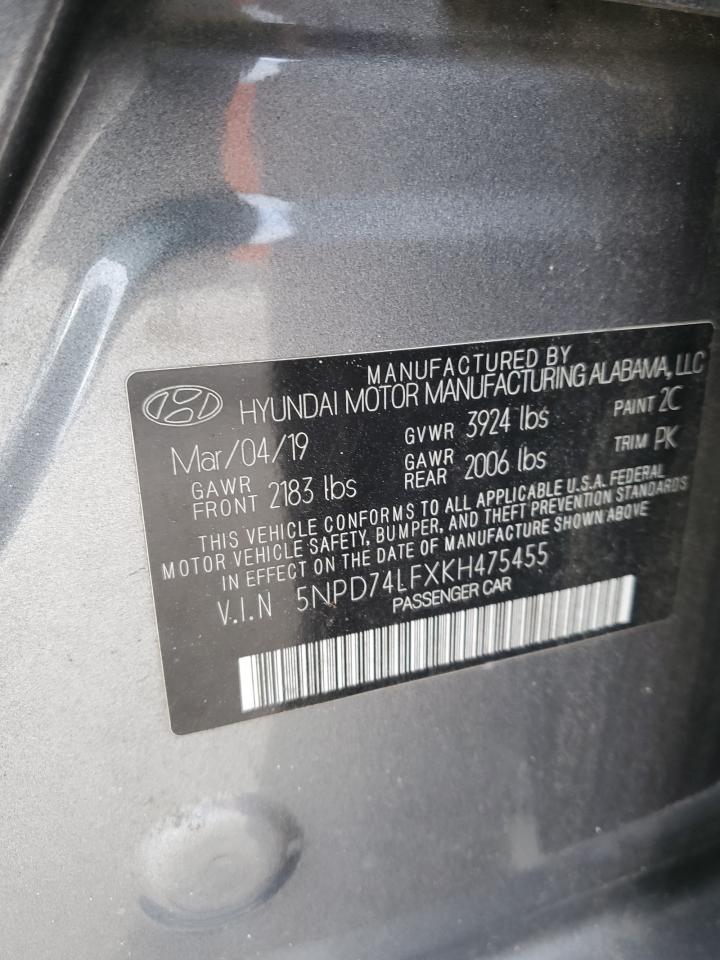 MANUFACTURED BY
HYUNDAI MOTOR MANUFACTURING ALABAMA, LLC
Mar/04/19 GVWR 3924 lbs PAINT 2C
GAWR FRONT 2183 lbs GAWR REAR 2006 lbs TRIM PK
THIS VEHICLE CONFORMS TO ALL APPLICABLE U.S.A. FEDERAL
MOTOR VEHICLE SAFETY, BUMPER, AND THEFT PREVENTION STANDARDS
IN EFFECT ON THE DATE OF MANUFACTURE SHOWN ABOVE
V.I.N 5NPD74LFXKH475455
PASSENGER CAR